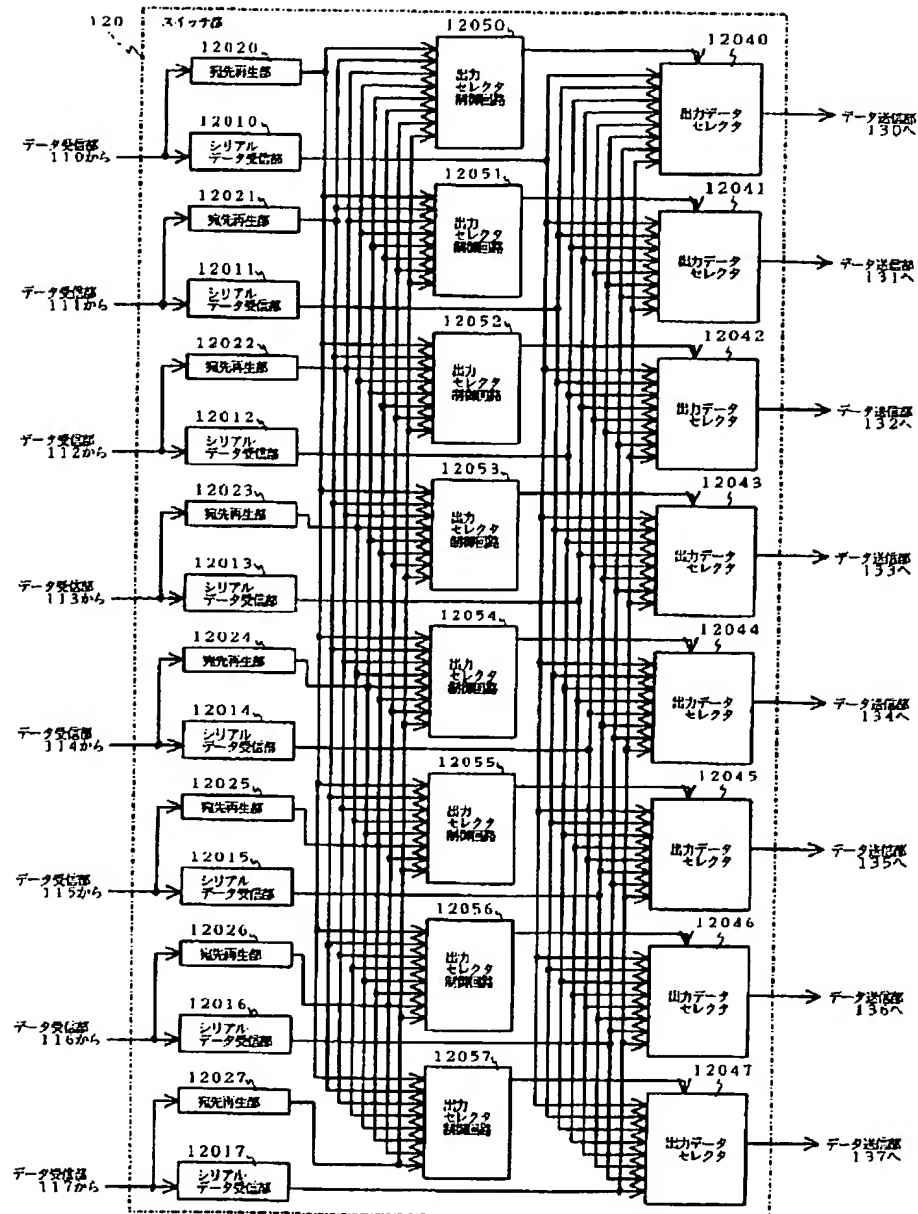 120
スイッチ部
12020
宛先再生部
12010
シリアル
データ受信部
データ受信部
110から
12050
出力
セレクタ
制御回路
12040
出力データ
セレクタ
データ送信部
130へ
12021
宛先再生部
12011
シリアル
データ受信部
データ受信部
111から
12051
出力
セレクタ
制御回路
12041
出力データ
セレクタ
データ送信部
131へ
12022
宛先再生部
12012
シリアル
データ受信部
データ受信部
112から
12052
出力
セレクタ
制御回路
12042
出力データ
セレクタ
データ送信部
132へ
12023
宛先再生部
12013
シリアル
データ受信部
データ受信部
113から
12053
出力
セレクタ
制御回路
12043
出力データ
セレクタ
データ送信部
133へ
12024
宛先再生部
12014
シリアル
データ受信部
データ受信部
114から
12054
出力
セレクタ
制御回路
12044
出力データ
セレクタ
データ送信部
134へ
12025
宛先再生部
12015
シリアル
データ受信部
データ受信部
115から
12055
出力
セレクタ
制御回路
12045
出力データ
セレクタ
データ送信部
135へ
12026
宛先再生部
12016
シリアル
データ受信部
データ受信部
116から
12056
出力
セレクタ
制御回路
12046
出力データ
セレクタ
データ送信部
136へ
12027
宛先再生部
12017
シリアル
データ受信部
データ受信部
117から
12057
出力
セレクタ
制御回路
12047
出力データ
セレクタ
データ送信部
137へ